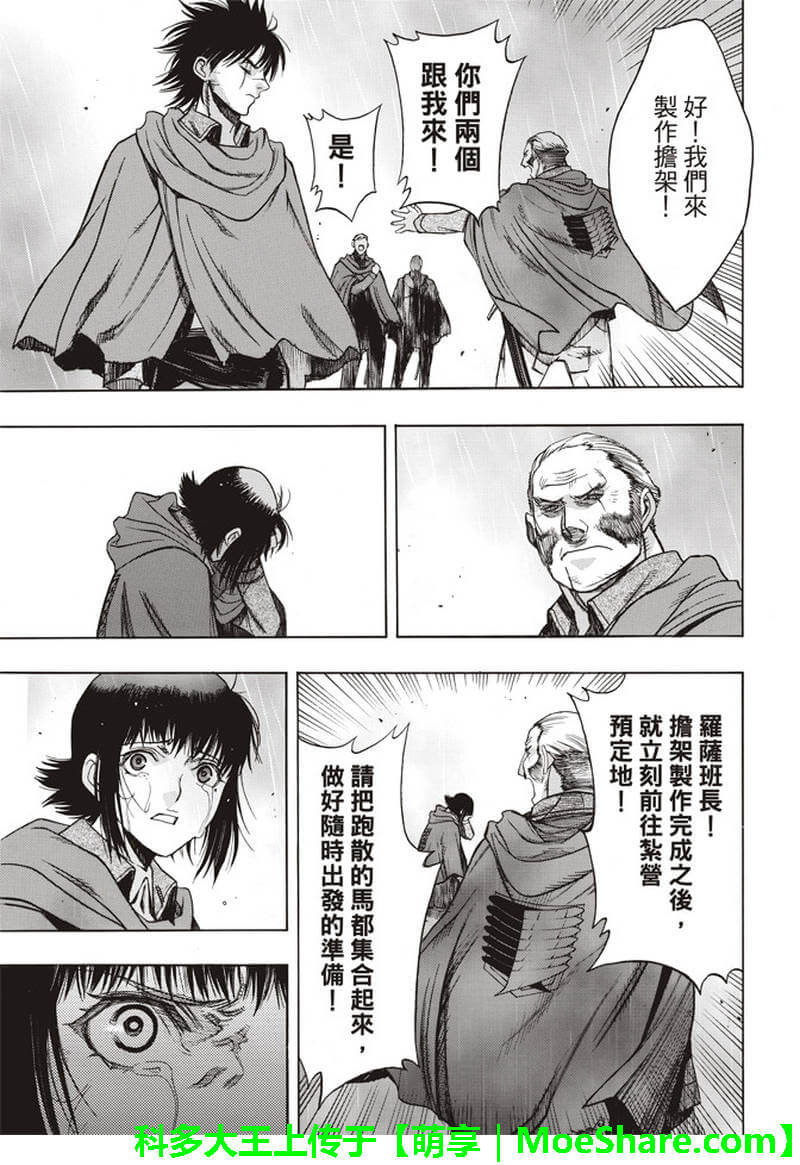 好！我們來
製作擔架！
你們兩個
跟我來！
是！
羅薩班長！
擔架製作完成之後，
就立刻前往紮營
預定地！
請把跑散的馬都集合起來，
做好隨時出發的準備！
科多大王上传于【萌享｜MoeShare.com】